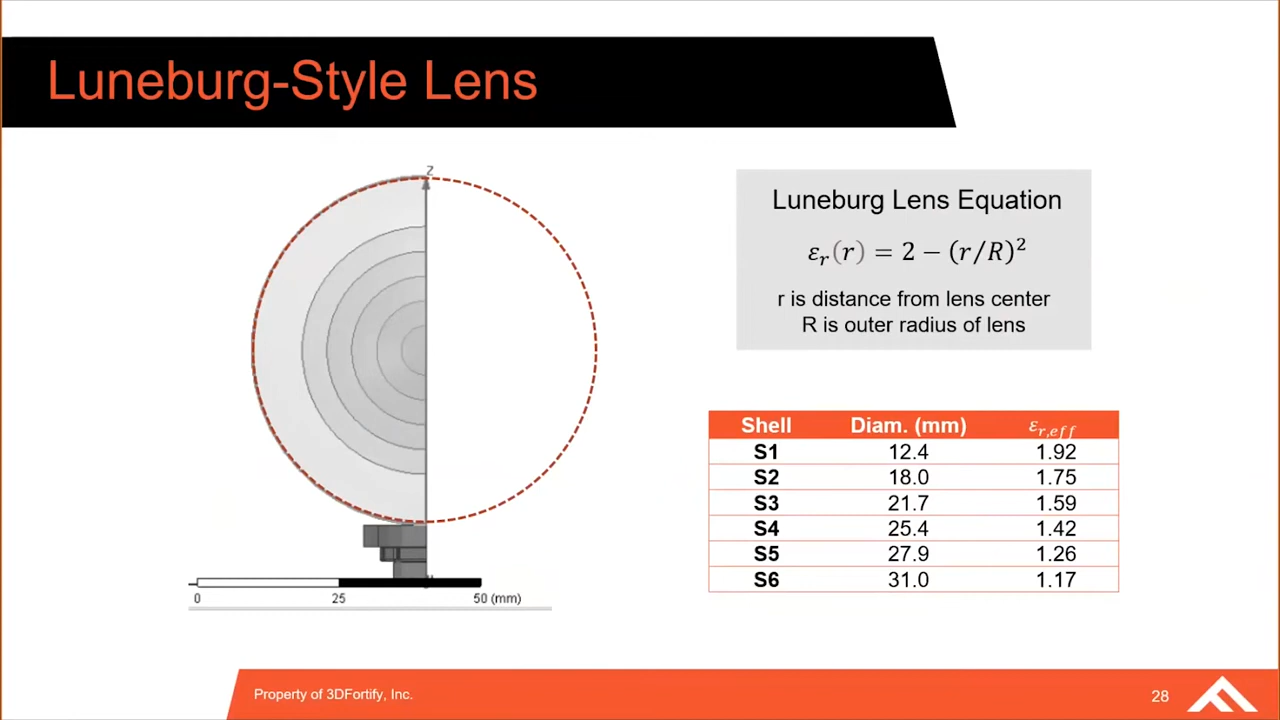 Luneburg-Style Lens
z
0 25 50 (mm)
Luneburg Lens Equation
εᵣ(r) = 2 − (r/R)²
r is distance from lens center
R is outer radius of lens
Shell Diam. (mm) εr,eff
S1 12.4 1.92
S2 18.0 1.75
S3 21.7 1.59
S4 25.4 1.42
S5 27.9 1.26
S6 31.0 1.17
Property of 3DFortify, Inc.
28